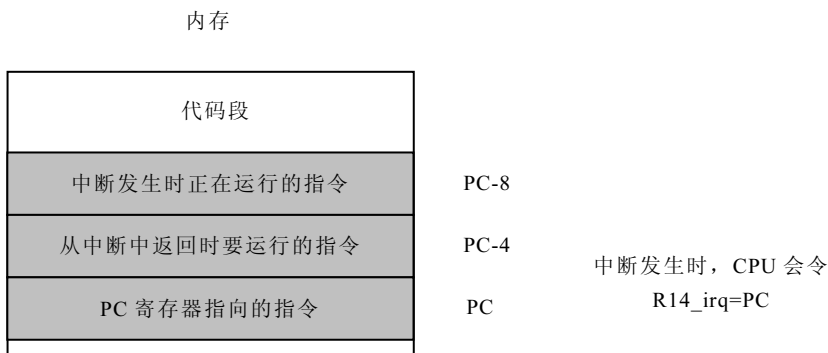 内存
代码段
中断发生时正在运行的指令
PC-8
从中断中返回时要运行的指令
PC-4
中断发生时，CPU 会令
PC 寄存器指向的指令
PC
R14_irq=PC